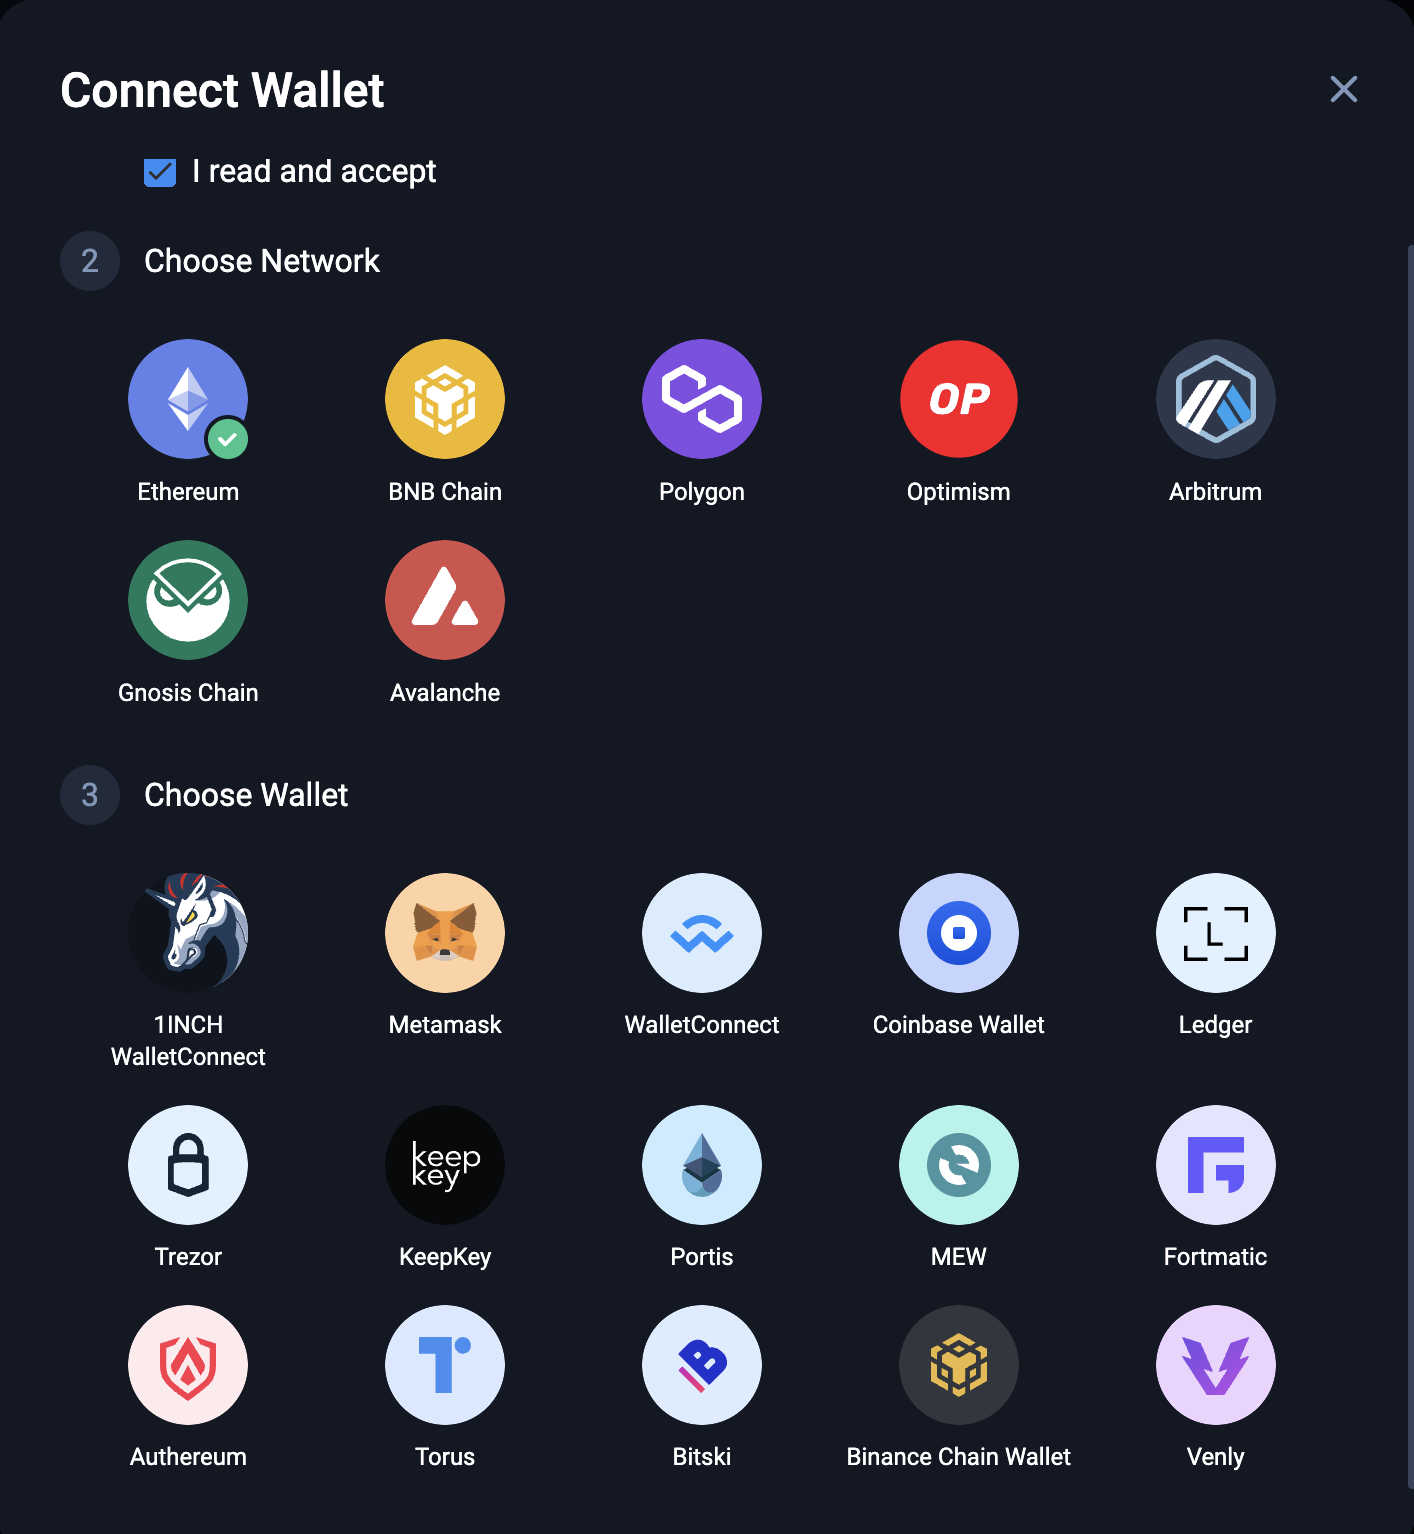 Connect Wallet
I read and accept
2 Choose Network
Ethereum
BNB Chain
Polygon
OP
Optimism
Arbitrum
Gnosis Chain
Avalanche
3 Choose Wallet
1INCH
WalletConnect
Metamask
WalletConnect
Coinbase Wallet
L
Ledger
Trezor
keep
key
KeepKey
Portis
MEW
Fortmatic
Authereum
Torus
B
Bitski
Binance Chain Wallet
Venly